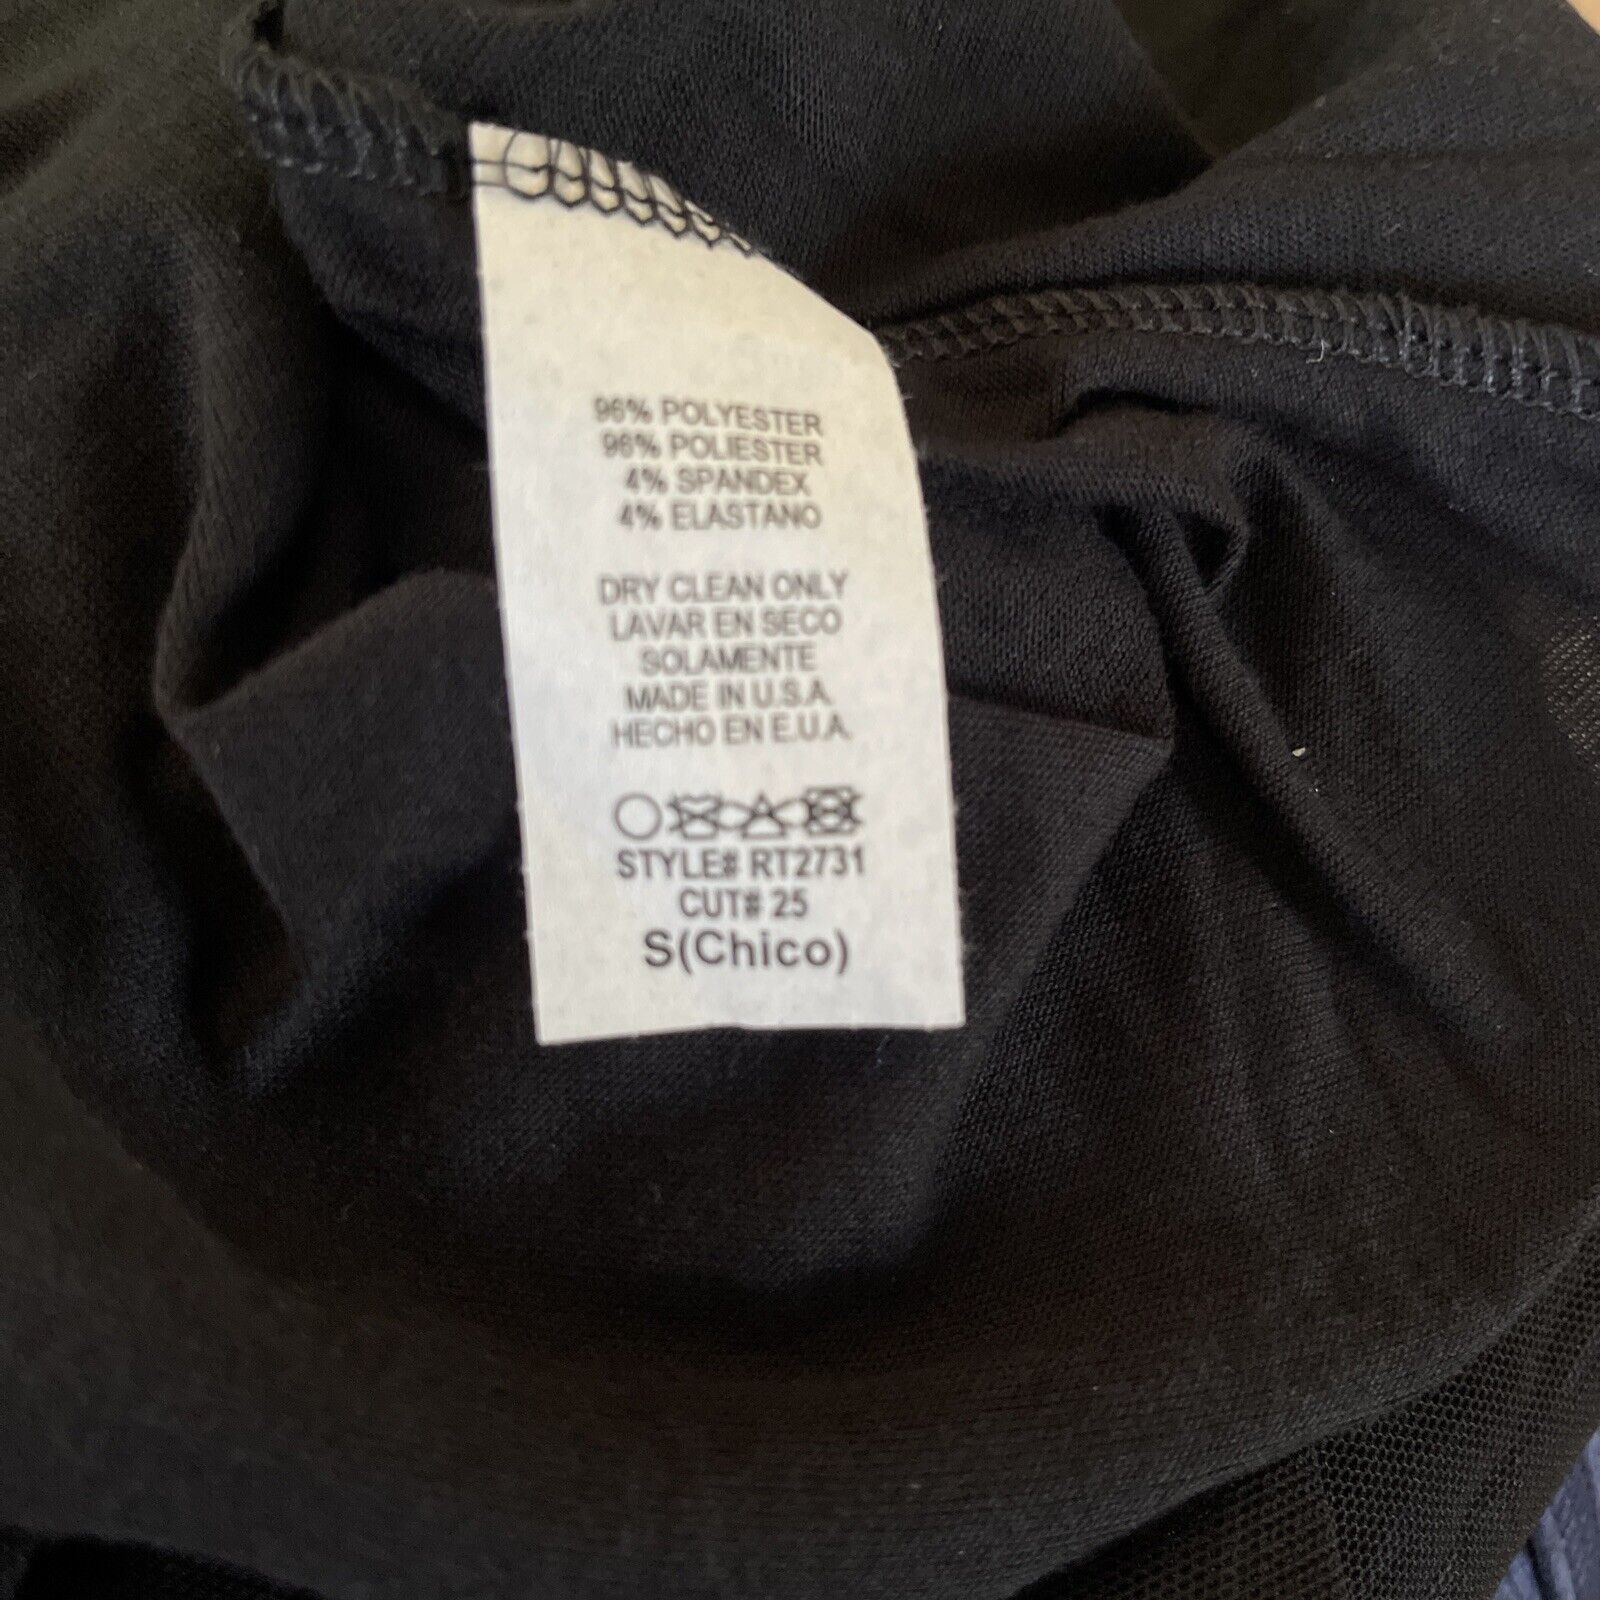 96% POLYESTER
96% POLIESTER
4% SPANDEX
4% ELASTANO
DRY CLEAN ONLY
LAVAR EN SECO
SOLAMENTE
MADE IN U.S.A.
HECHO EN E.U.A.
STYLE# RT2731
CUT# 25
S(Chico)